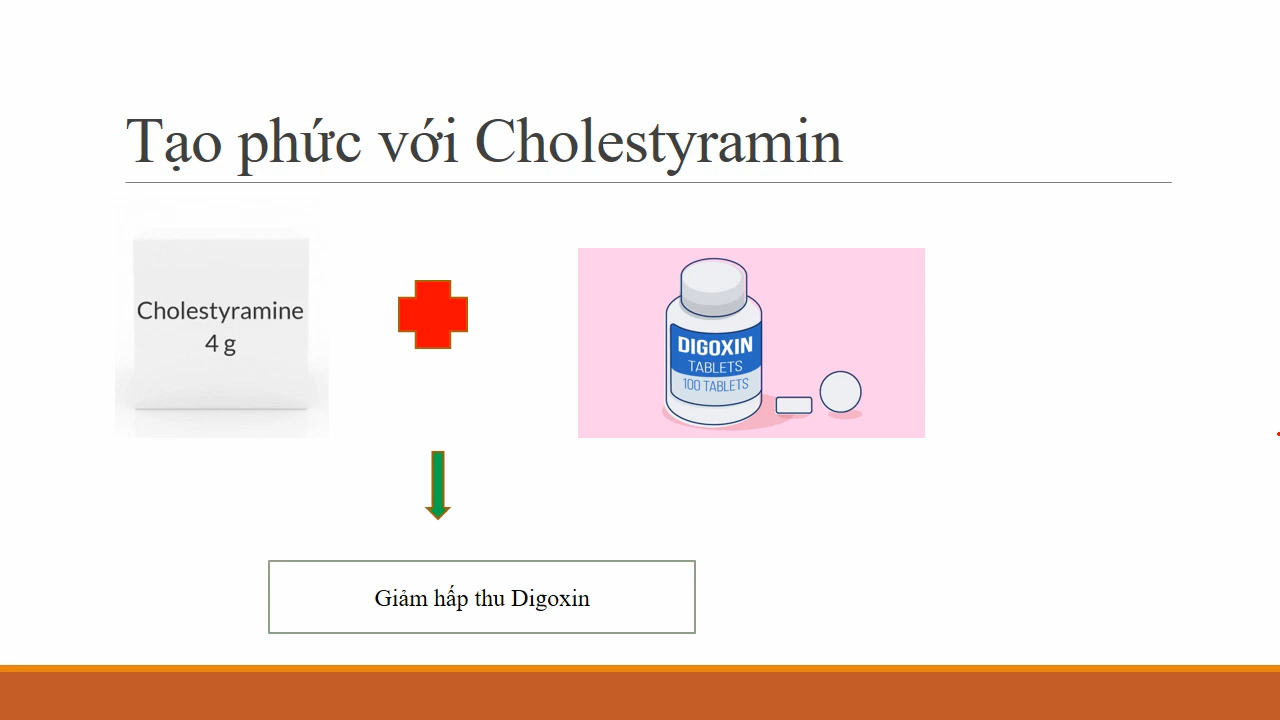 Tạo phức với Cholestyramin
Cholestyramine
4 g
DIGOXIN
TABLETS
100 TABLETS
Giảm hấp thu Digoxin